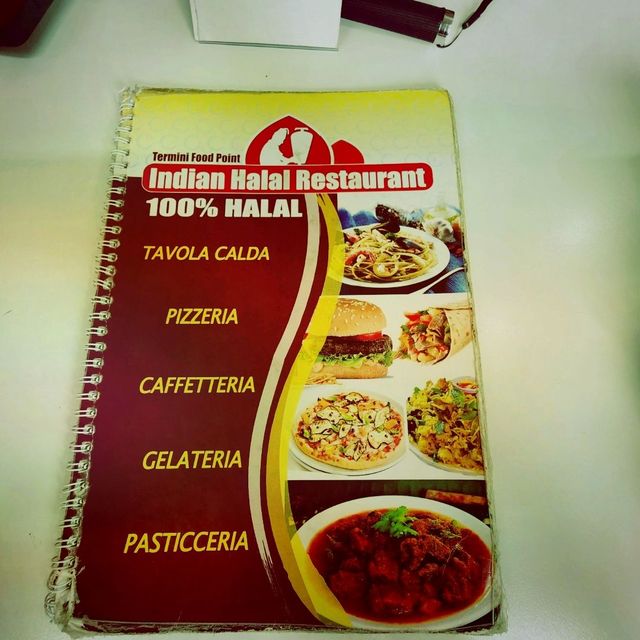 Termini Food Point
Indian Halal Restaurant
100% HALAL
TAVOLA CALDA
PIZZERIA
CAFFETTERIA
GELATERIA
PASTICCERIA